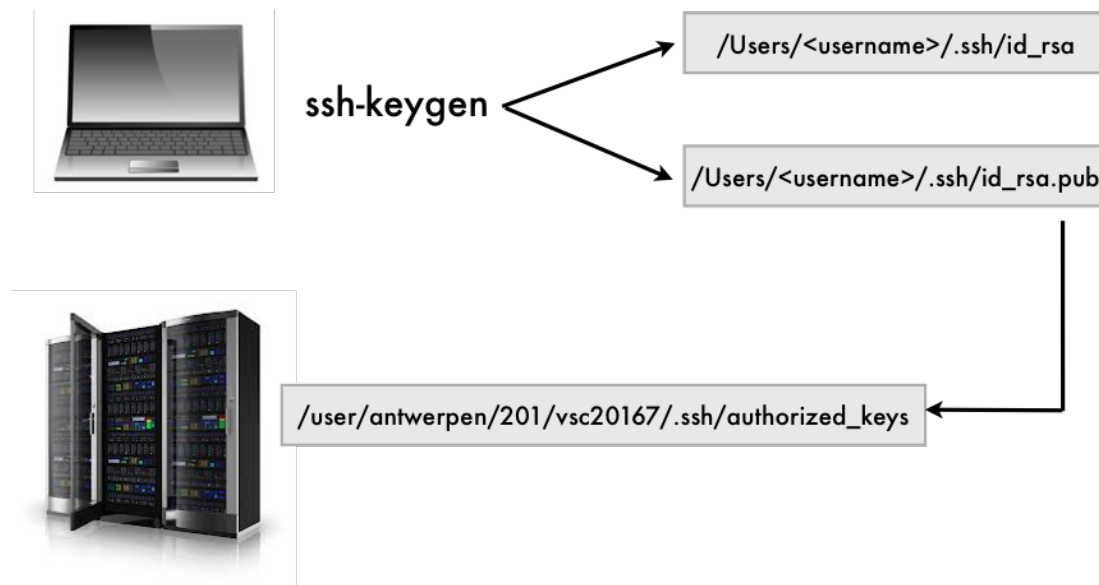 /Users/<username>/.ssh/id_rsa
ssh-keygen
/Users/<username>/.ssh/id_rsa.pub
/user/antwerpen/201/vsc20167/.ssh/authorized_keys